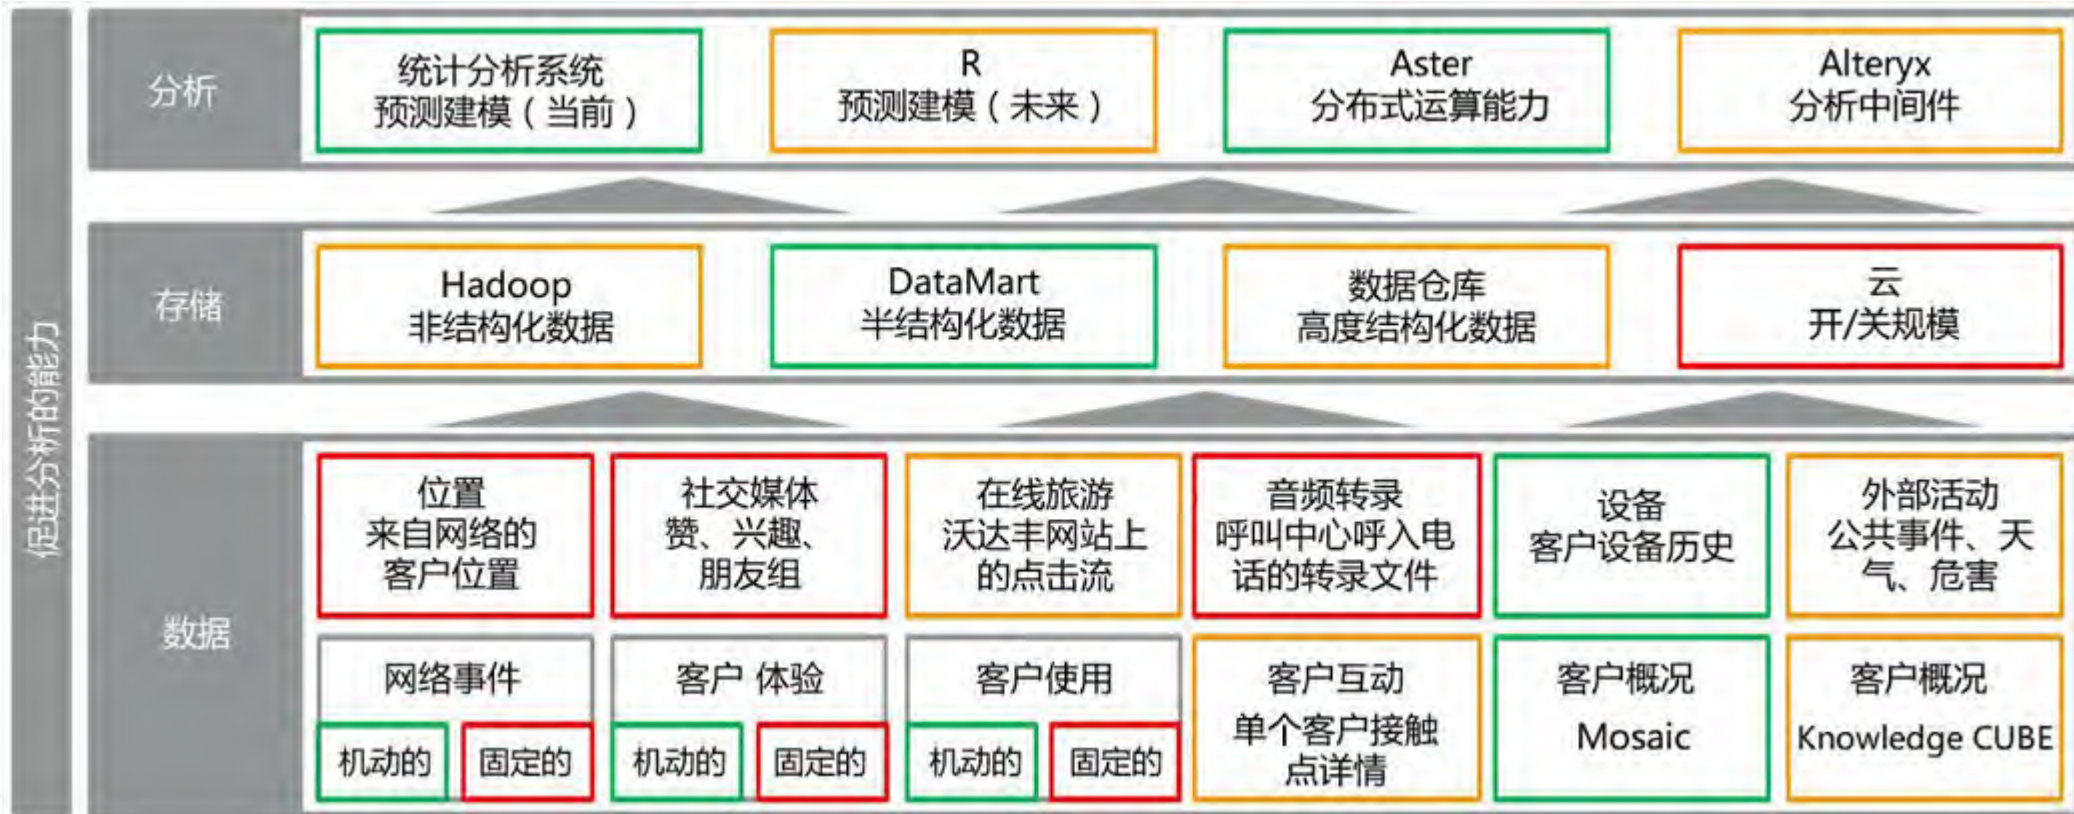 促进分析的能力
分析
统计分析系统
预测建模（当前）
R
预测建模（未来）
Aster
分布式运算能力
Alteryx
分析中间件
存储
Hadoop
非结构化数据
DataMart
半结构化数据
数据仓库
高度结构化数据
云
开/关规模
数据
位置
来自网络的
客户位置
社交媒体
赞、兴趣、
朋友组
在线旅游
沃达丰网站上
的点击流
音频转录
呼叫中心呼入电
话的转录文件
设备
客户设备历史
外部活动
公共事件、天
气、危害
网络事件
机动的
固定的
客户 体验
机动的
固定的
客户使用
机动的
固定的
客户互动
单个客户接触
点详情
客户概况
Mosaic
客户概况
Knowledge CUBE